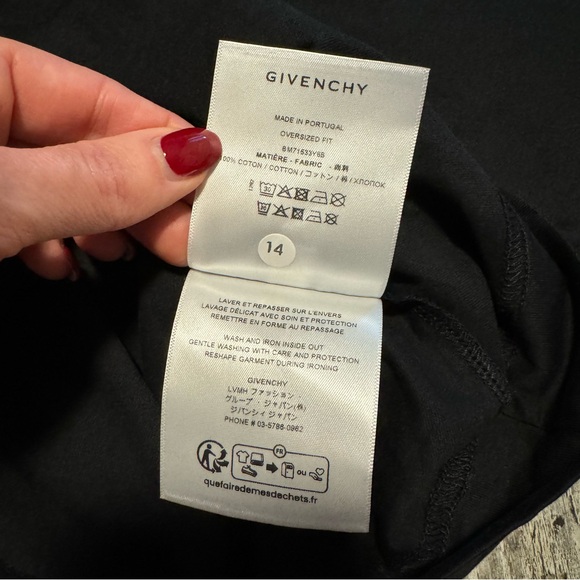 GIVENCHY
MADE IN PORTUGAL
OVERSIZED FIT
BM71533Y6B
MATIÈRE - FABRIC - 面料
00% COTON / COTTON / コットン / 棉 / ХЛОПОК
14
LAVER ET REPASSER SUR L'ENVERS
LAVAGE DÉLICAT AVEC SOIN ET PROTECTION
REMETTRE EN FORME AU REPASSAGE
WASH AND IRON INSIDE OUT
GENTLE WASHING WITH CARE AND PROTECTION
RESHAPE GARMENT DURING IRONING
GIVENCHY
LVMH ファッション・
グループ・ジャパン(株)
ジバンシィ ジャパン
PHONE # 03-5786-0962
FR
ou
quefairedemesdechets.fr